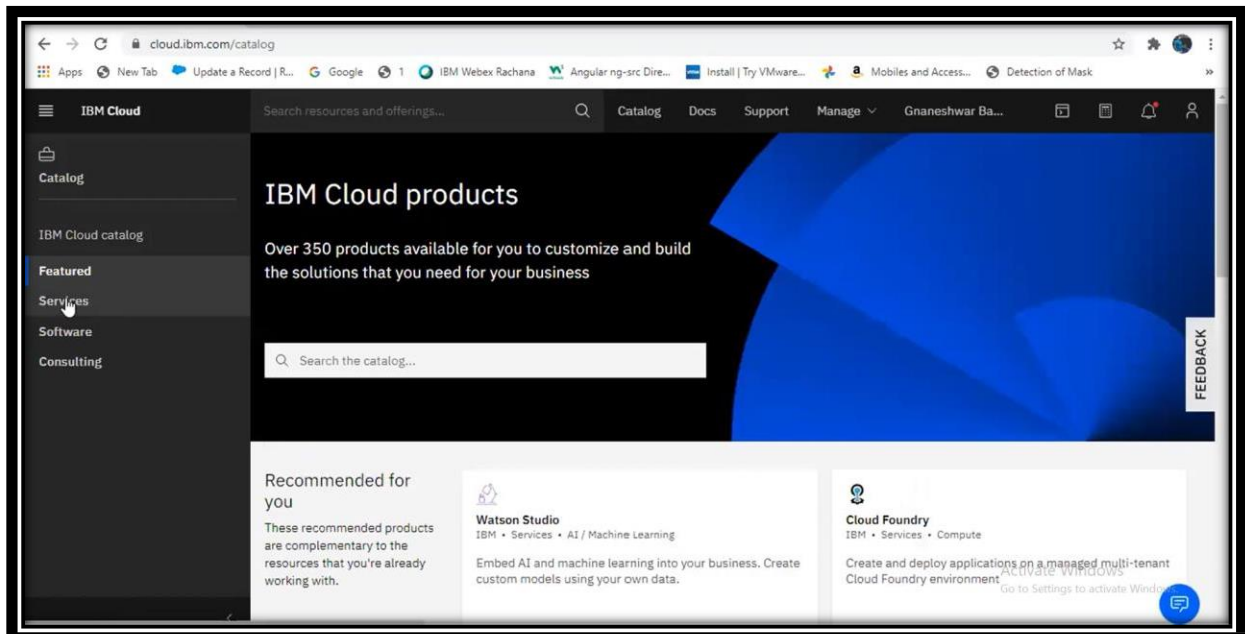 cloud.ibm.com/catalog
Apps New Tab Update a Record | R... Google 1 IBM Webex Rachana Angular ng-src Dire... Install | Try VMware... Mobiles and Access... Detection of Mask »
IBM Cloud Search resources and offerings... Catalog Docs Support Manage Gnaneshwar Ba...
Catalog
IBM Cloud catalog
Featured
Services
Software
Consulting
IBM Cloud products
Over 350 products available for you to customize and build
the solutions that you need for your business
Search the catalog...
FEEDBACK
Recommended for
you
These recommended products
are complementary to the
resources that you're already
working with.
Watson Studio
IBM • Services • AI / Machine Learning
Embed AI and machine learning into your business. Create
custom models using your own data.
Cloud Foundry
IBM • Services • Compute
Create and deploy applications on a managed multi-tenant
Cloud Foundry environment
Activate Windows
Go to Settings to activate Windows.